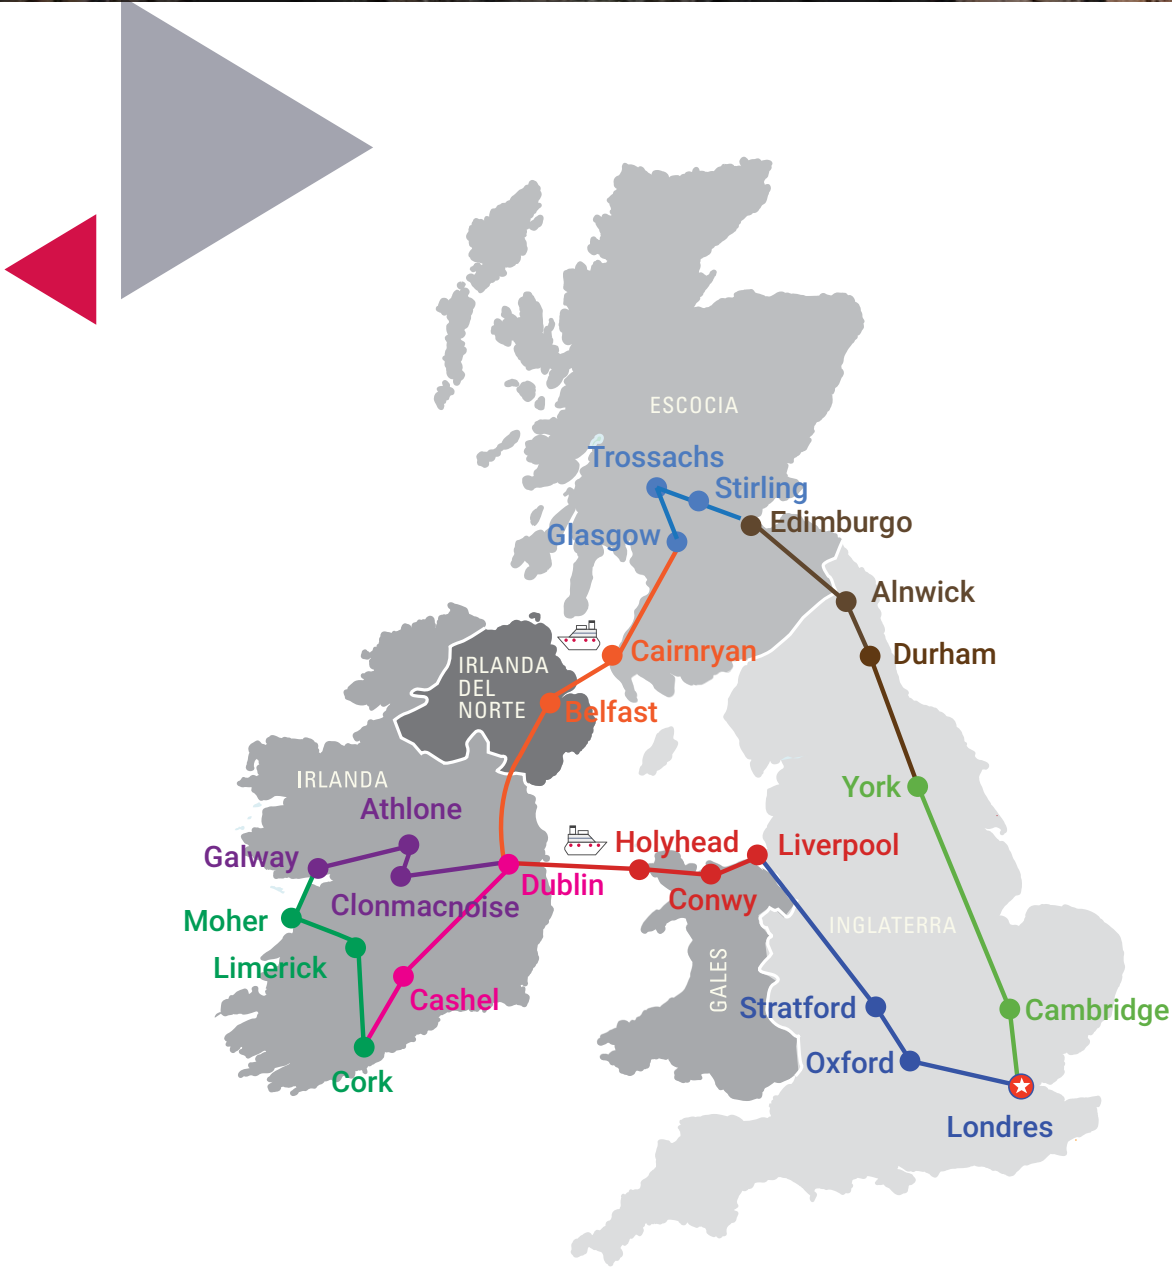 ESCOCIA
Trossachs
Stirling
Edimburgo
Glasgow
Alnwick
Cairnryan
Durham
IRLANDA
DEL
NORTE
Belfast
IRLANDA
York
Athlone
Holyhead
Liverpool
Galway
Dublin
Conwy
Clonmacnoise
Moher
INGLATERRA
Limerick
GALES
Cashel
Stratford
Cambridge
Oxford
Cork
Londres